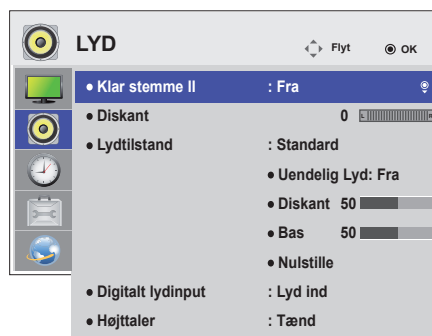 LYD Flyt OK
• Klar stemme II : Fra
• Diskant 0 L R
• Lydtilstand : Standard
• Uendelig Lyd: Fra
• Diskant 50
• Bas 50
• Nulstille
• Digitalt lydinput : Lyd ind
• Højttaler : Tænd